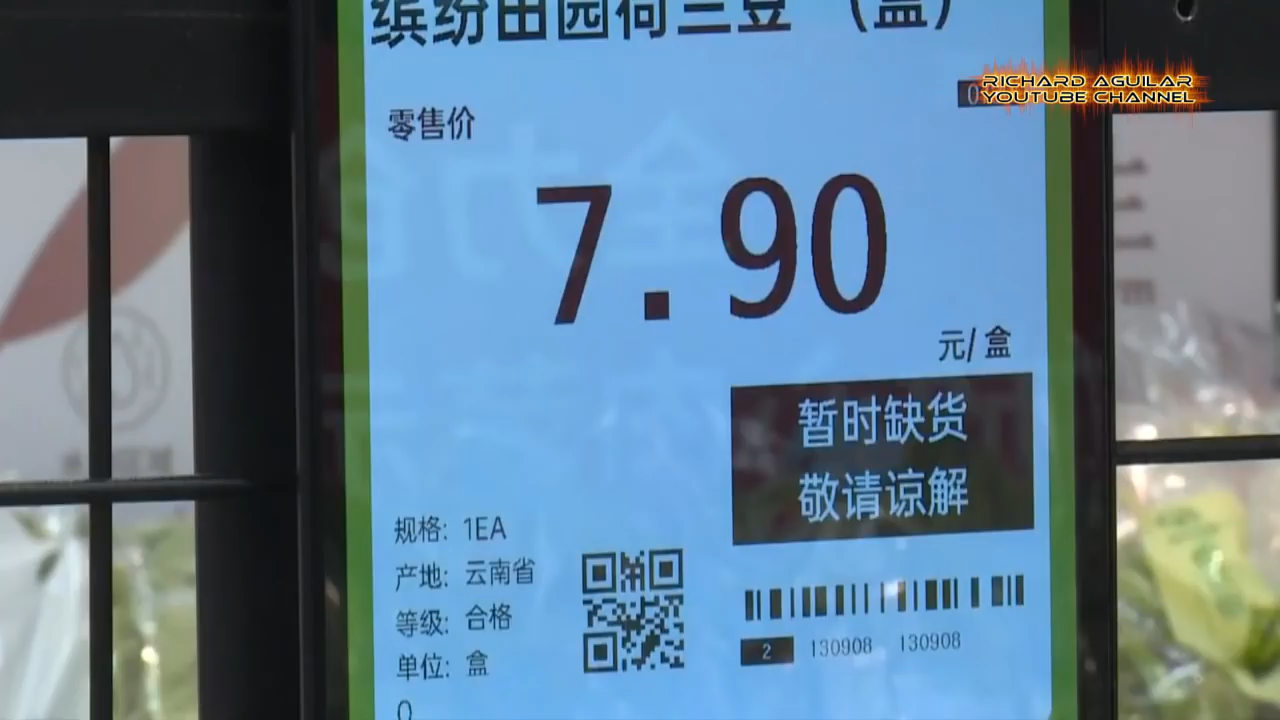 缤纷田园荷兰豆 （盒）
RICHARD AGUILAR
YOUTUBE CHANNEL
零售价
7.90
元/盒
暂时缺货
敬请谅解
规格: 1EA
产地: 云南省
等级: 合格
单位: 盒
2 130908 130908
0